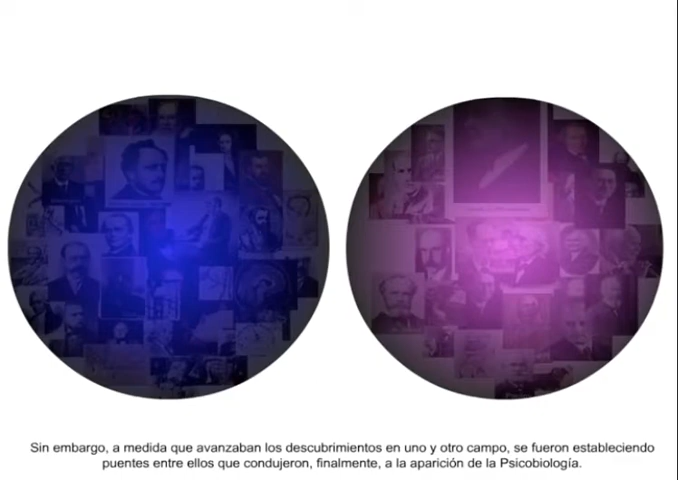 Sin embargo, a medida que avanzaban los descubrimientos en uno y otro campo, se fueron estableciendo
puentes entre ellos que condujeron, finalmente, a la aparición de la Psicobiología.